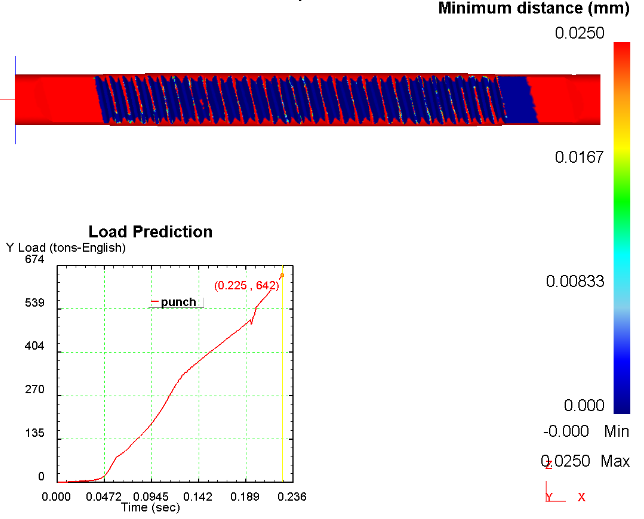 Minimum distance (mm)
0.0250
0.0167
0.00833
0.000
-0.000 Min
0.0250 Max
Z
Y X
Load Prediction
Y Load (tons-English)
674
539
404
270
135
0
(0.225 , 642)
punch
0.000 0.0472 0.0945 0.142 0.189 0.236
Time (sec)